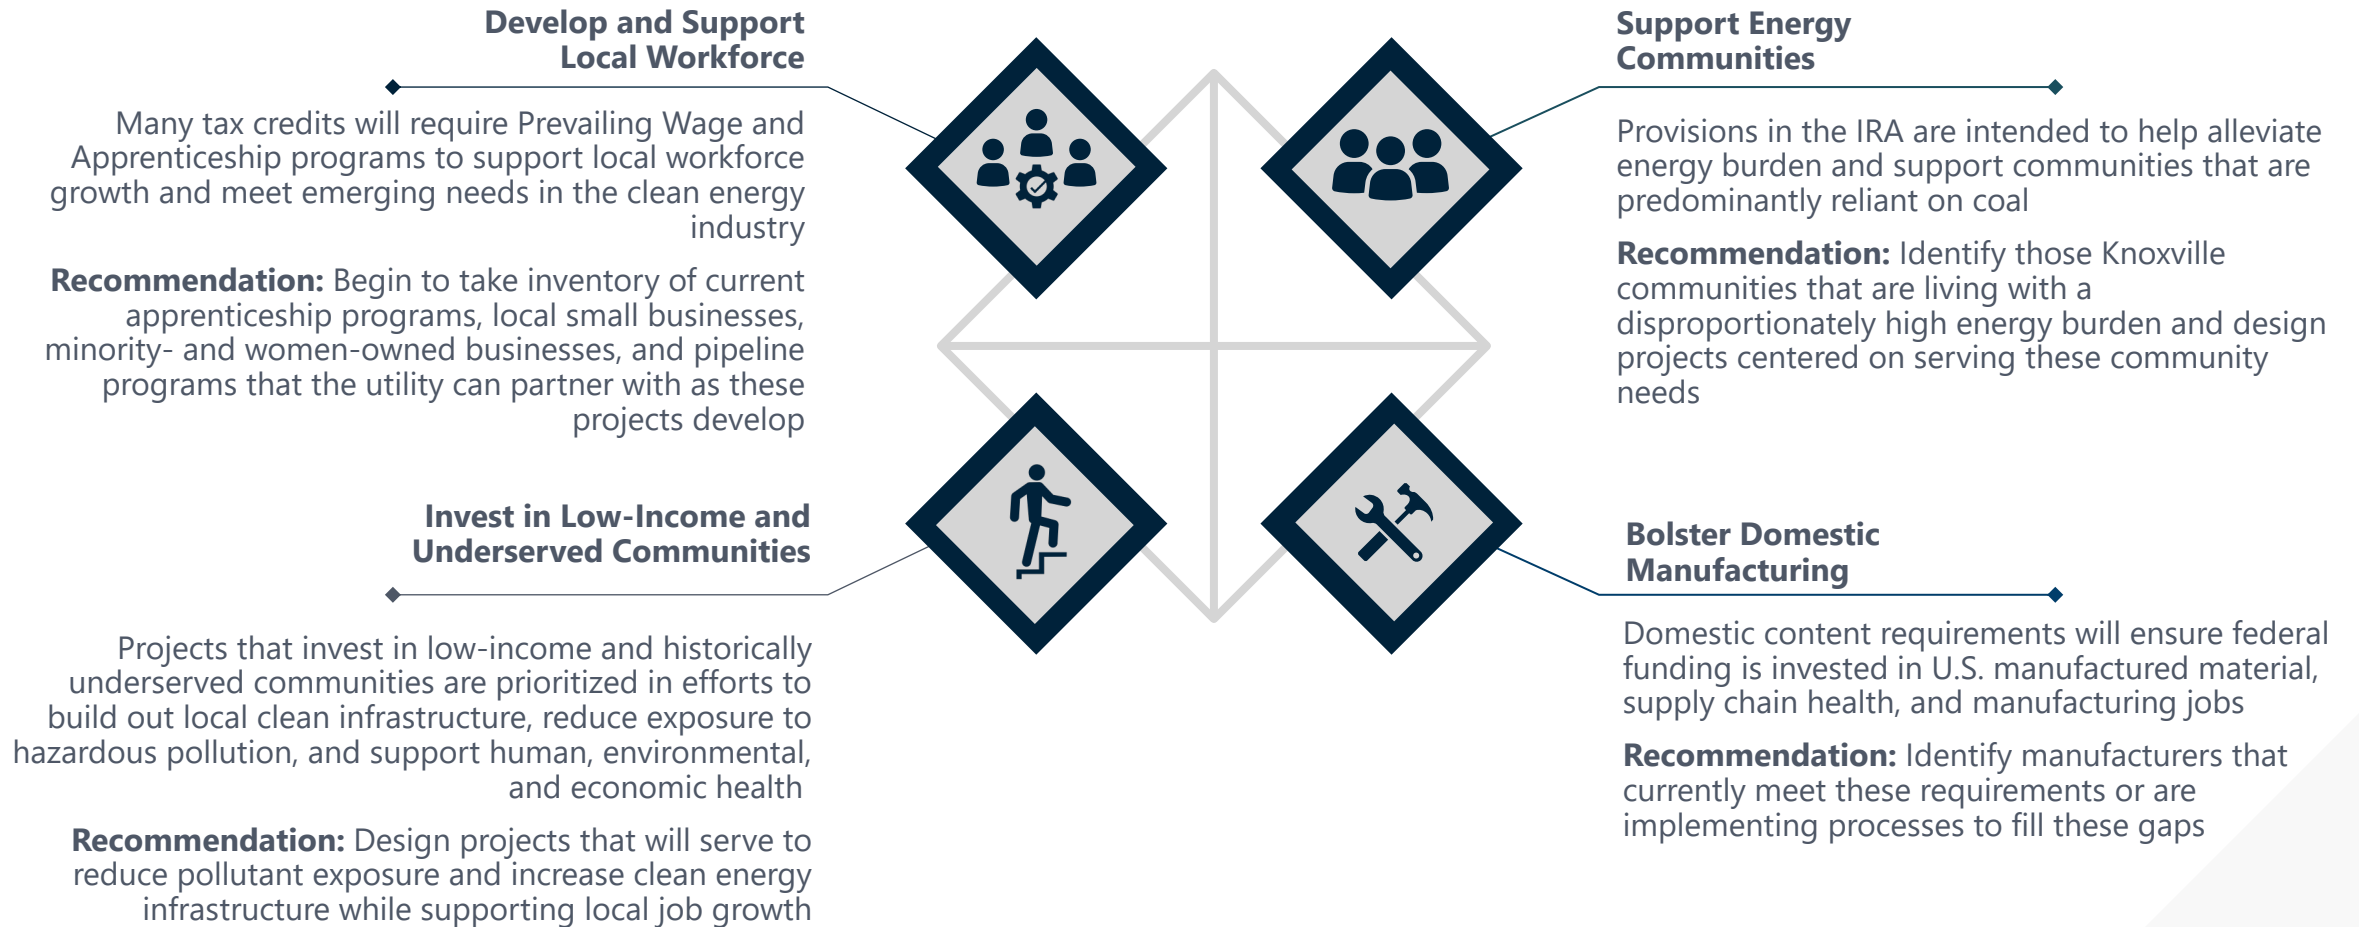 Develop and Support
Local Workforce
Many tax credits will require Prevailing Wage and
Apprenticeship programs to support local workforce
growth and meet emerging needs in the clean energy
industry
Recommendation: Begin to take inventory of current
apprenticeship programs, local small businesses,
minority- and women-owned businesses, and pipeline
programs that the utility can partner with as these
projects develop
Support Energy
Communities
Provisions in the IRA are intended to help alleviate
energy burden and support communities that are
predominantly reliant on coal
Recommendation: Identify those Knoxville
communities that are living with a
disproportionately high energy burden and design
projects centered on serving these community
needs
Invest in Low-Income and
Underserved Communities
Projects that invest in low-income and historically
underserved communities are prioritized in efforts to
build out local clean infrastructure, reduce exposure to
hazardous pollution, and support human, environmental,
and economic health
Recommendation: Design projects that will serve to
reduce pollutant exposure and increase clean energy
infrastructure while supporting local job growth
Bolster Domestic
Manufacturing
Domestic content requirements will ensure federal
funding is invested in U.S. manufactured material,
supply chain health, and manufacturing jobs
Recommendation: Identify manufacturers that
currently meet these requirements or are
implementing processes to fill these gaps